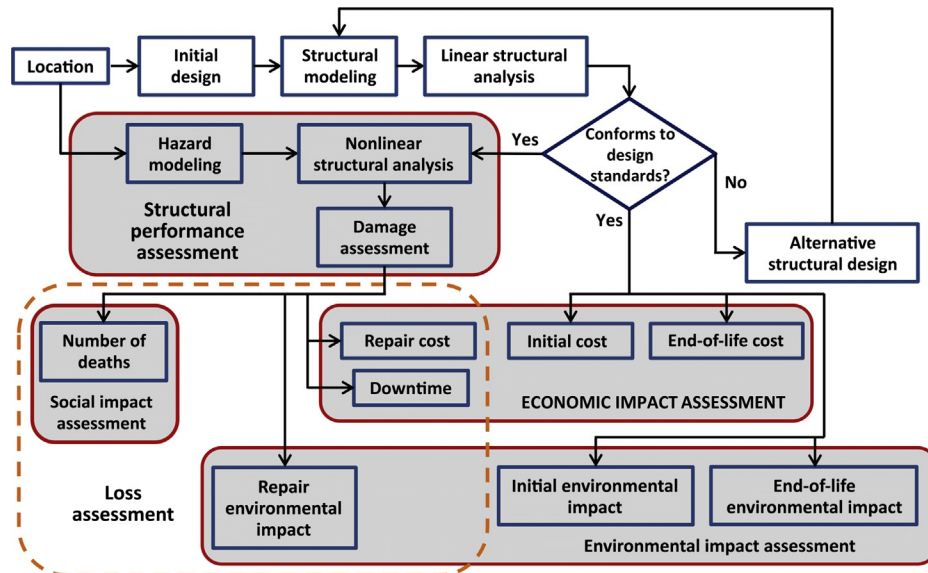 Location
Initial
design
Structural
modeling
Linear structural
analysis
Conforms to
design
standards?
Yes
No
Yes
Hazard
modeling
Nonlinear
structural analysis
Structural
performance
assessment
Damage
assessment
Alternative
structural design
Number of
deaths
Social impact
assessment
Repair cost
Downtime
Initial cost
End-of-life cost
ECONOMIC IMPACT ASSESSMENT
Loss
assessment
Repair
environmental
impact
Initial environmental
impact
End-of-life
environmental impact
Environmental impact assessment